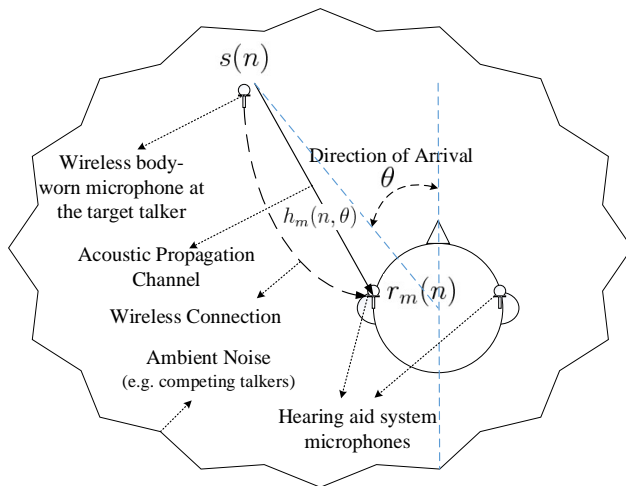 s(n)
Direction of Arrival
θ
Wireless body-
worn microphone at
the target talker
h_m(n, θ)
Acoustic Propagation
Channel
r_m(n)
Wireless Connection
Ambient Noise
(e.g. competing talkers)
Hearing aid system
microphones